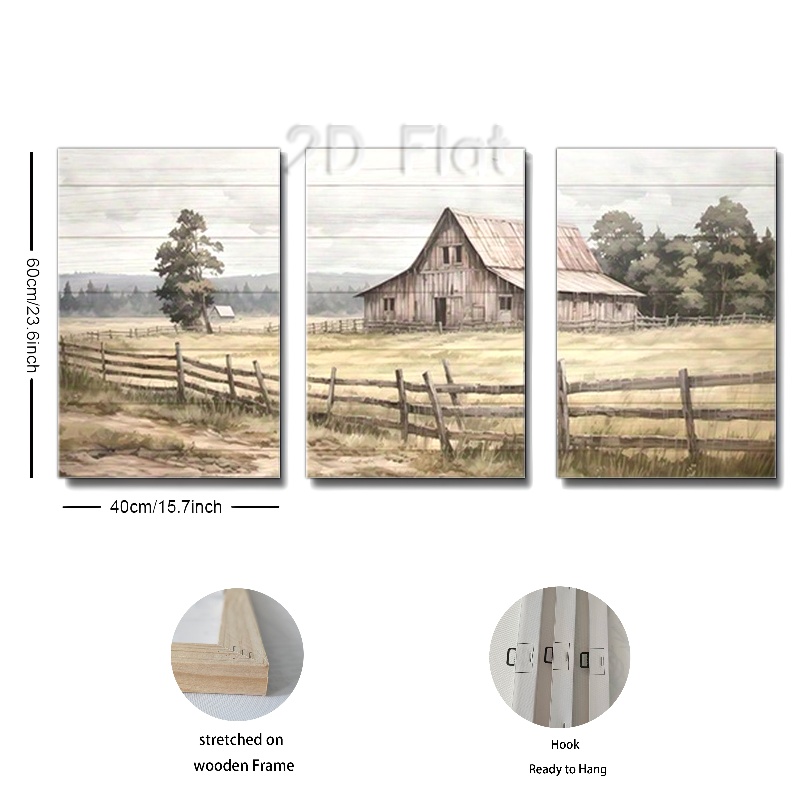 2D Flat
60cm/23.6inch
40cm/15.7inch
stretched on
wooden Frame
Hook
Ready to Hang